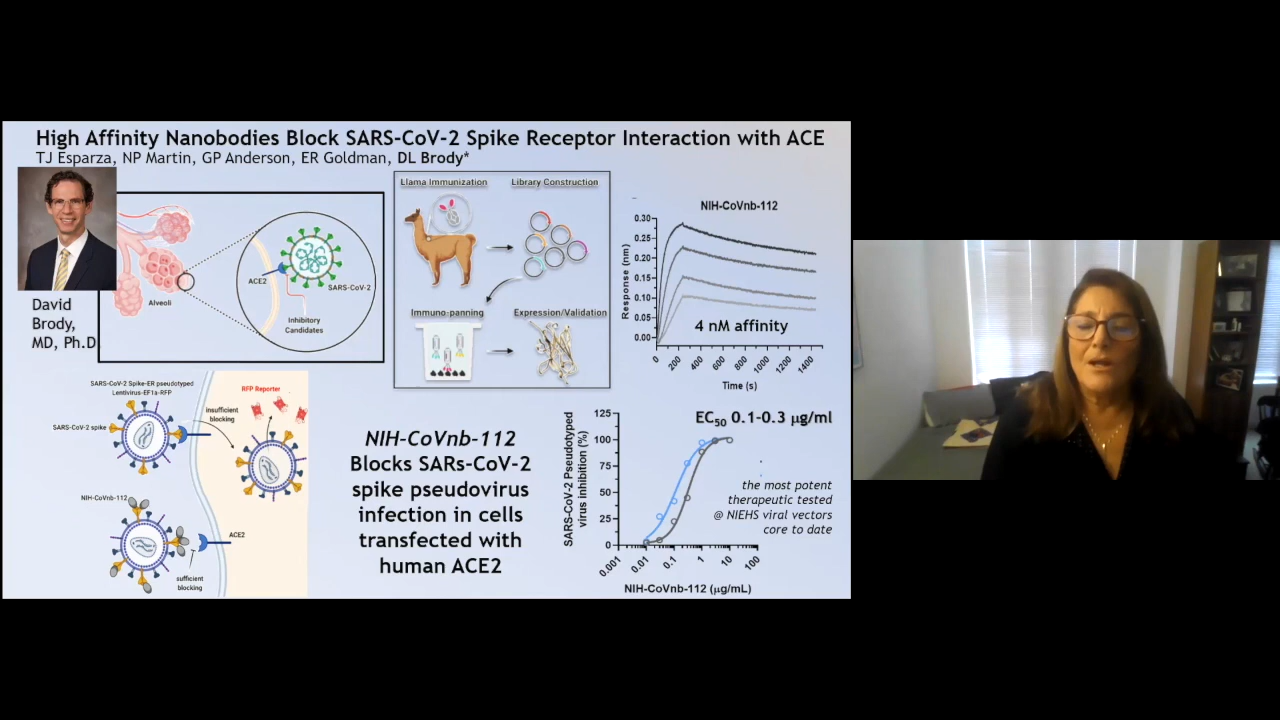 High Affinity Nanobodies Block SARS-CoV-2 Spike Receptor Interaction with ACE
TJ Esparza, NP Martin, GP Anderson, ER Goldman, DL Brody*
David
Brody,
MD, Ph.D
Alveoli
ACE2
SARS-CoV-2
Inhibitory
Candidates
Llama Immunization
Library Construction
Immuno-panning
Expression/Validation
NIH-CoVnb-112
Response (nm)
0.30
0.25
0.20
0.15
0.10
0.05
0.00
4 nM affinity
0
200
400
600
800
1000
1200
1400
Time (s)
SARS-CoV-2 Spike-ER pseudotyped
Lentivirus-EF1a-RFP
SARS-CoV-2 spike
insufficient
blocking
RFP Reporter
NIH-CoVnb-112
ACE2
sufficient
blocking
NIH-CoVnb-112
Blocks SARs-CoV-2
spike pseudovirus
infection in cells
transfected with
human ACE2
SARS-CoV-2 Pseudotyped
virus inhibition (%)
125
100
75
50
25
0
EC50 0.1-0.3 µg/ml
the most potent
therapeutic tested
@ NIEHS viral vectors
core to date
0.001
0.01
0.1
1
10
100
NIH-CoVnb-112 (µg/mL)